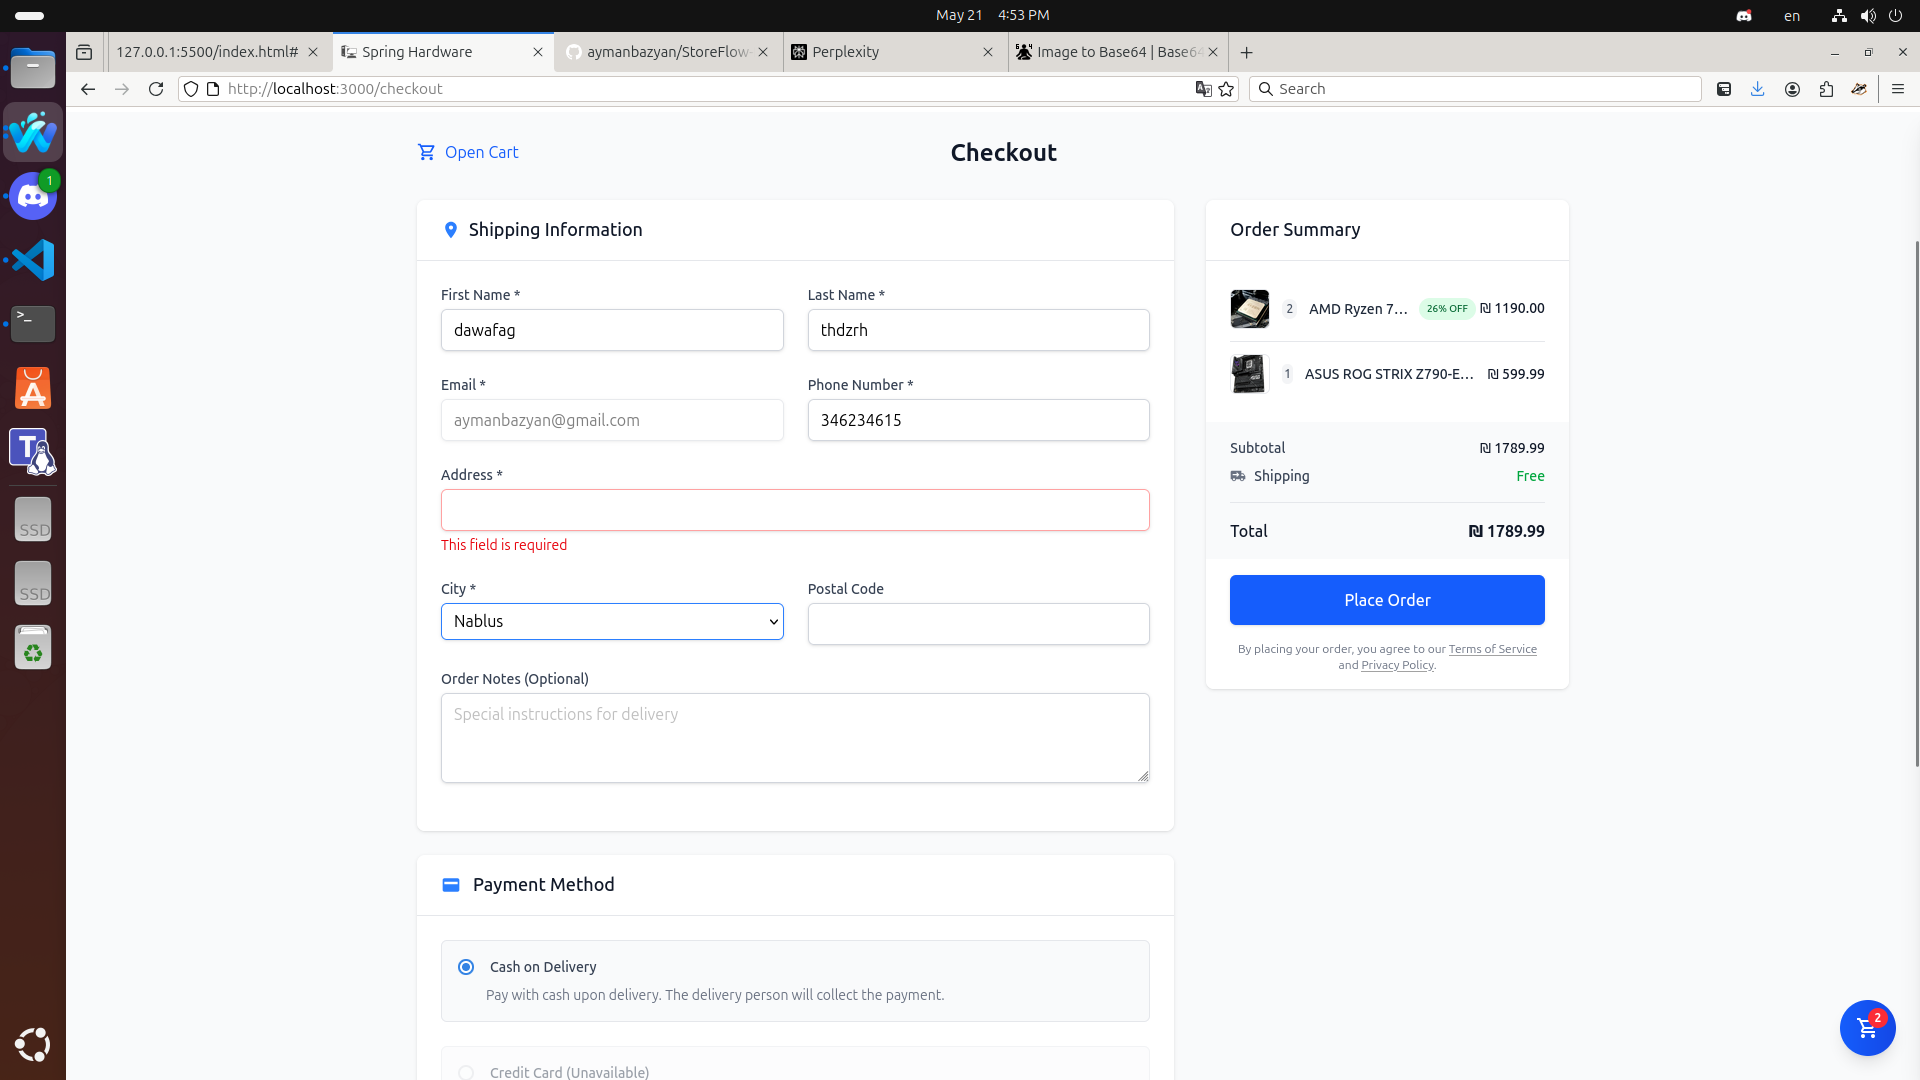 May 21 4:53 PM
en
127.0.0.1:5500/index.html#
Spring Hardware
aymanbazyan/StoreFlow-
Perplexity
Image to Base64 | Base64
http://localhost:3000/checkout
Search
1
Open Cart
Checkout
Shipping Information
First Name *
Last Name *
dawafag
thdzrh
Email *
Phone Number *
aymanbazyan@gmail.com
346234615
Address *
This field is required
City *
Postal Code
Nablus
Order Notes (Optional)
Special instructions for delivery
Payment Method
Cash on Delivery
Pay with cash upon delivery. The delivery person will collect the payment.
Credit Card (Unavailable)
Order Summary
2 AMD Ryzen 7... 26% OFF ₪ 1190.00
1 ASUS ROG STRIX Z790-E... ₪ 599.99
Subtotal ₪ 1789.99
Shipping Free
Total ₪ 1789.99
Place Order
By placing your order, you agree to our Terms of Service
and Privacy Policy.
2
>_
A
T
SSD
SSD